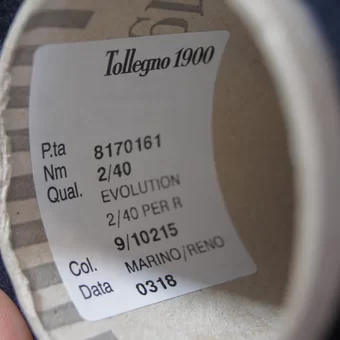 Tollegno 1900
P.ta 8170161
Nm 2/40
Qual. EVOLUTION
2/40 PER R
9/10215
Col. MARINO/RENO
Data 0318